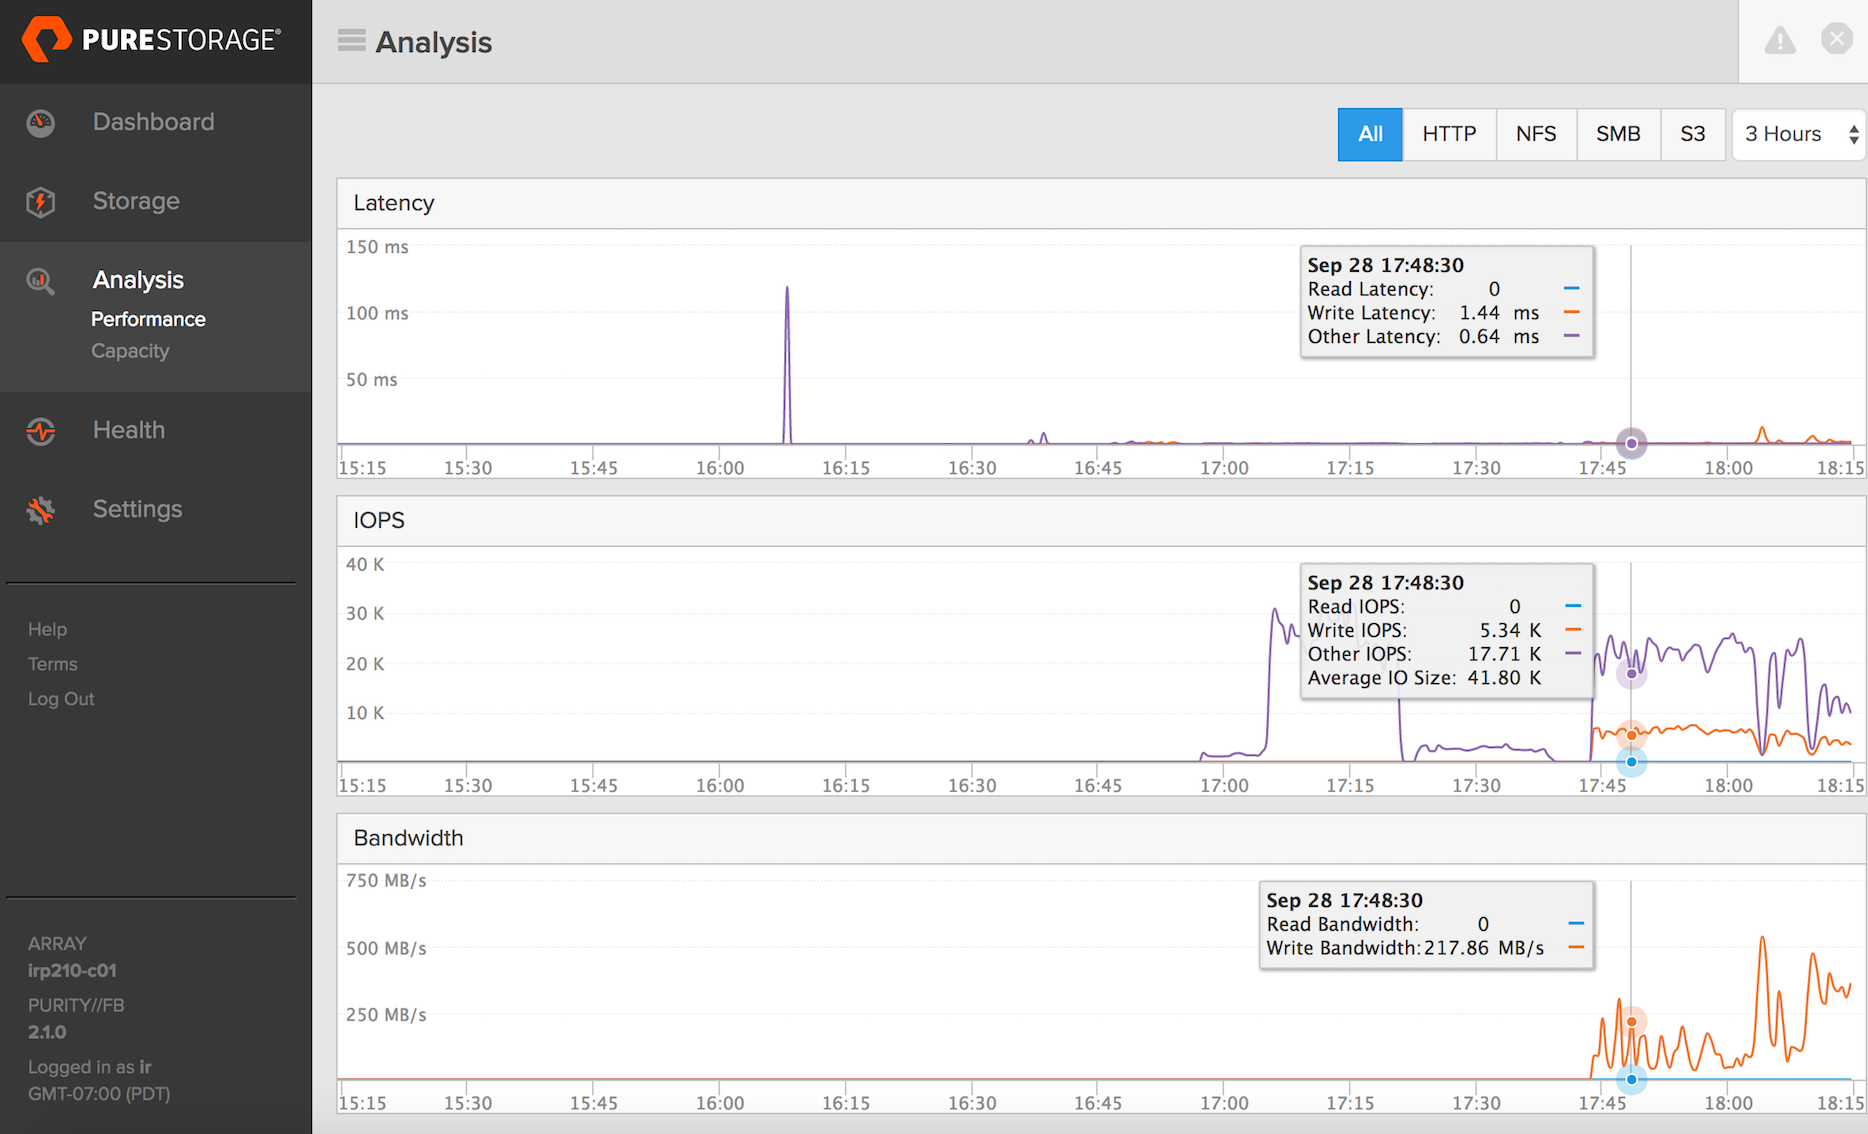 PURESTORAGE®
Analysis
Dashboard
Storage
Analysis
Performance
Capacity
Health
Settings
Help
Terms
Log Out
ARRAY
irp210-c01
PURITY//FB
2.1.0
Logged in as ir
GMT-07:00 (PDT)
All HTTP NFS SMB S3 3 Hours
Latency
150 ms
100 ms
50 ms
Sep 28 17:48:30
Read Latency: 0
Write Latency: 1.44 ms
Other Latency: 0.64 ms
15:15 15:30 15:45 16:00 16:15 16:30 16:45 17:00 17:15 17:30 17:45 18:00 18:15
IOPS
40 K
30 K
20 K
10 K
Sep 28 17:48:30
Read IOPS: 0
Write IOPS: 5.34 K
Other IOPS: 17.71 K
Average IO Size: 41.80 K
15:15 15:30 15:45 16:00 16:15 16:30 16:45 17:00 17:15 17:30 17:45 18:00 18:15
Bandwidth
750 MB/s
500 MB/s
250 MB/s
Sep 28 17:48:30
Read Bandwidth: 0
Write Bandwidth: 217.86 MB/s
15:15 15:30 15:45 16:00 16:15 16:30 16:45 17:00 17:15 17:30 17:45 18:00 18:15